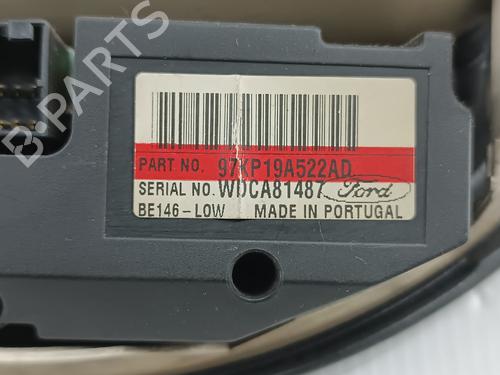 PART NO. 97KP19A522AD
SERIAL NO. WDCA81487 Ford
BE146-LOW MADE IN PORTUGAL
B-PARTS